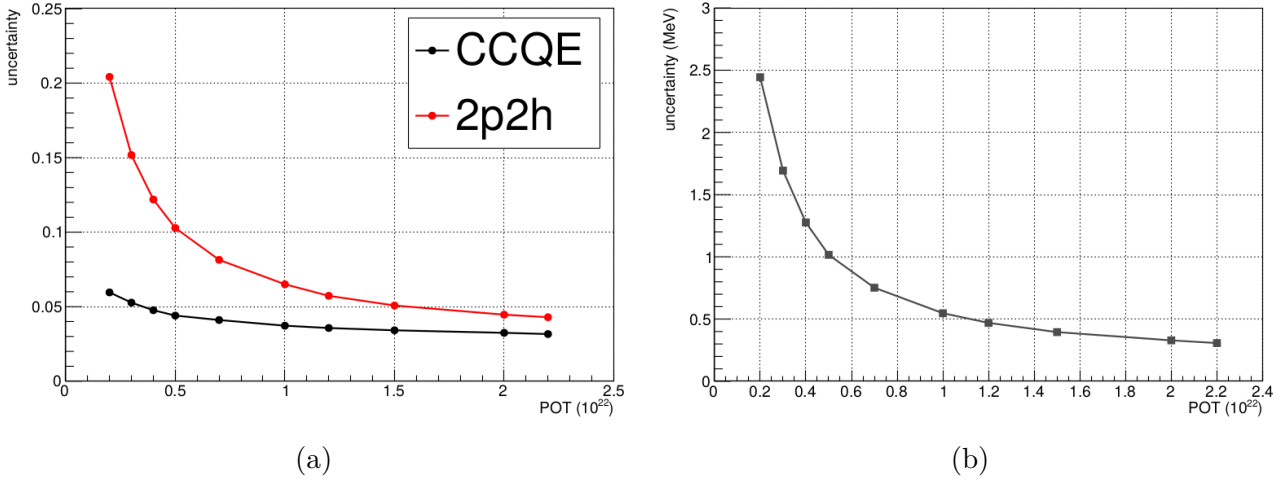 uncertainty
0.25
0.2
0.15
0.1
0.05
0
CCQE
2p2h
0 0.5 1 1.5 2 2.5
POT (10²²)
(a)
uncertainty (MeV)
3
2.5
2
1.5
1
0.5
0
0 0.2 0.4 0.6 0.8 1 1.2 1.4 1.6 1.8 2 2.2 2.4
POT (10²²)
(b)